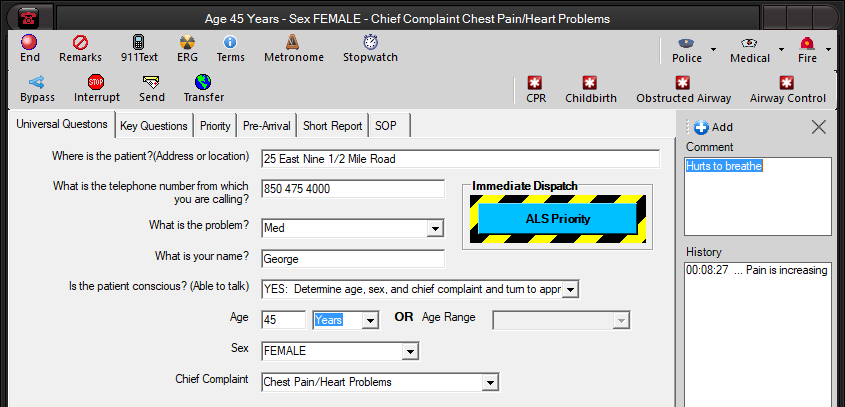 Age 45 Years - Sex FEMALE - Chief Complaint Chest Pain/Heart Problems
End Remarks 911Text ERG Terms Metronome Stopwatch Police Medical Fire
Bypass Interrupt STOP Send Transfer CPR Childbirth Obstructed Airway Airway Control
Universal Questons Key Questions Priority Pre-Arrival Short Report SOP
Add
Where is the patient?(Address or location) 25 East Nine 1/2 Mile Road
Comment
Hurts to breathe
What is the telephone number from which
you are calling?
850 475 4000
Immediate Dispatch
ALS Priority
What is the problem? Med
What is your name? George
History
00:08:27 ... Pain is increasing
Is the patient conscious? (Able to talk) YES: Determine age, sex, and chief complaint and turn to appr
Age 45 Years OR Age Range
Sex FEMALE
Chief Complaint Chest Pain/Heart Problems